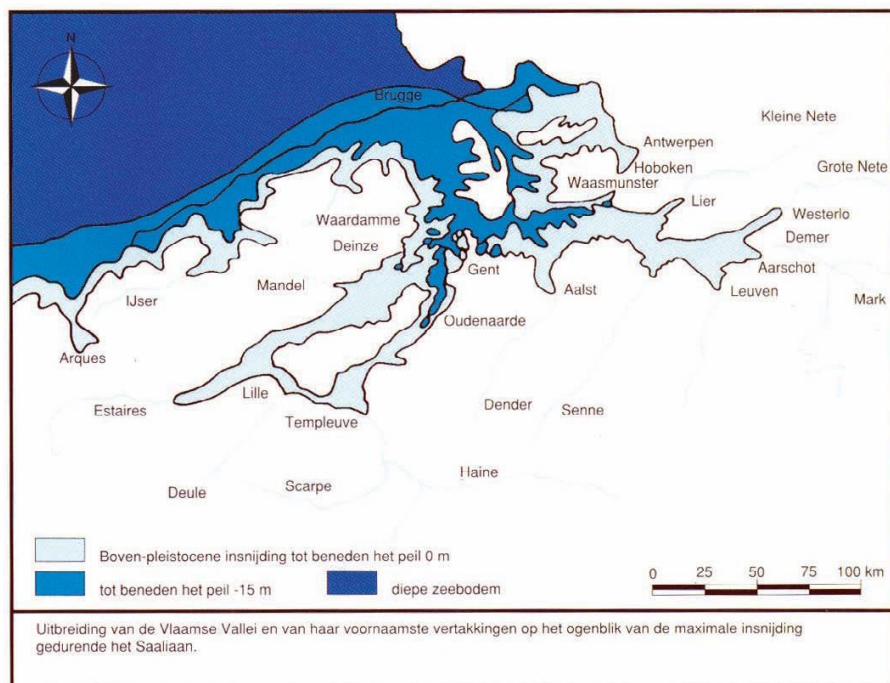 N
Brugge
Kleine Nete
Antwerpen
Hoboken
Grote Nete
Waasmunster
Lier
Westerlo
Waardamme
Demer
Deinze
Aarschot
Gent
Mandel
Aalst
Leuven
IJser
Mark
Oudenaarde
Arques
Lille
Estaires
Dender
Senne
Templeuve
Haine
Scarpe
Deule
Boven-pleistocene insnijding tot beneden het peil 0 m
tot beneden het peil -15 m
diepe zeebodem
0 25 50 75 100 km
Uitbreiding van de Vlaamse Vallei en van haar voornaamste vertakkingen op het ogenblik van de maximale insnijding
gedurende het Saaliaan.